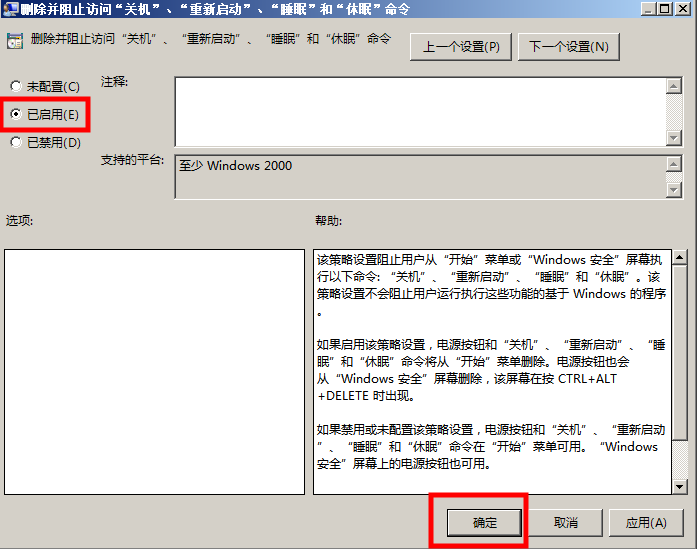 删除并阻止访问“关机”、“重新启动”、“睡眠”和“休眠”命令
删除并阻止访问“关机”、“重新启动”、“睡眠”和“休眠”命令
上一个设置(P)
下一个设置(N)
未配置(C)
注释:
已启用(E)
已禁用(D)
支持的平台:
至少 Windows 2000
选项:
帮助:
该策略设置阻止用户从“开始”菜单或“Windows 安全”屏幕执
行以下命令:“关机”、“重新启动”、“睡眠”和“休眠”。该
策略设置不会阻止用户运行执行这些功能的基于 Windows 的程序
。
如果启用该策略设置，电源按钮和“关机”、“重新启动”、“睡
眠”和“休眠”命令将从“开始”菜单删除。电源按钮也会
从“Windows 安全”屏幕删除，该屏幕在按 CTRL+ALT
+DELETE 时出现。
如果禁用或未配置该策略设置，电源按钮和“关机”、“重新启动
”、“睡眠”和“休眠”命令在“开始”菜单可用。“Windows
安全”屏幕上的电源按钮也可用。
确定
取消
应用(A)